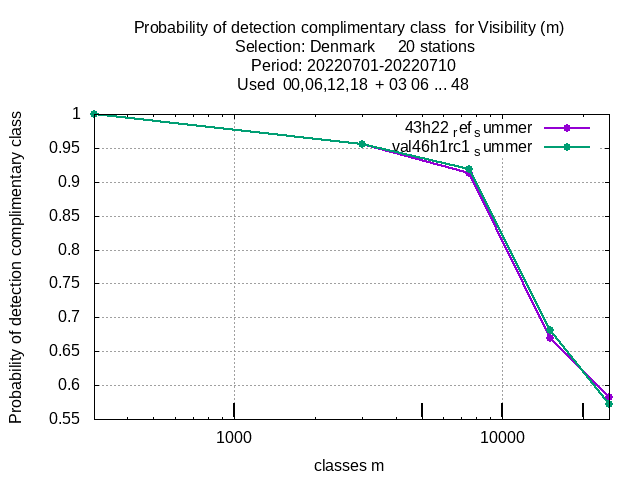 Probability of detection complimentary class  for Visibility (m)
Selection: Denmark     20 stations
Period: 20220701-20220710
Used  00,06,12,18  + 03 06 ... 48
Probability of detection complimentary class
43h22 ref summer
val46h1rc1 summer
1
0.95
0.9
0.85
0.8
0.75
0.7
0.65
0.6
0.55
1000
10000
classes m